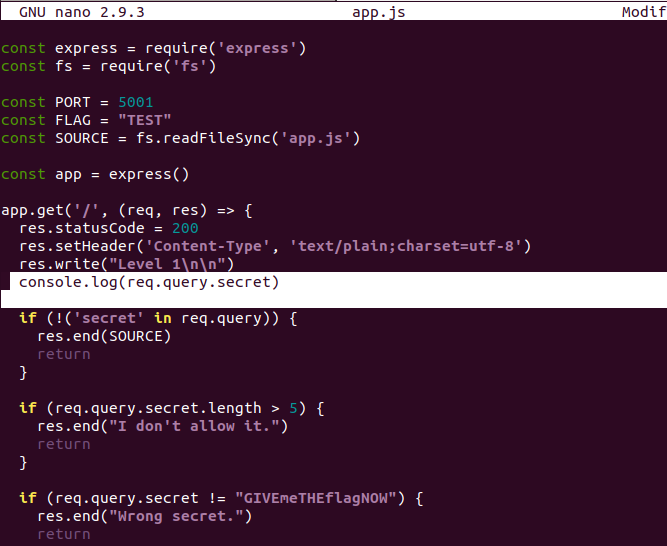 GNU nano 2.9.3 app.js Modif
const express = require('express')
const fs = require('fs')
const PORT = 5001
const FLAG = "TEST"
const SOURCE = fs.readFileSync('app.js')
const app = express()
app.get('/', (req, res) => {
res.statusCode = 200
res.setHeader('Content-Type', 'text/plain;charset=utf-8')
res.write("Level 1\n\n")
console.log(req.query.secret)
if (!('secret' in req.query)) {
res.end(SOURCE)
return
}
if (req.query.secret.length > 5) {
res.end("I don't allow it.")
return
}
if (req.query.secret != "GIVEmeTHEflagNOW") {
res.end("Wrong secret.")
return